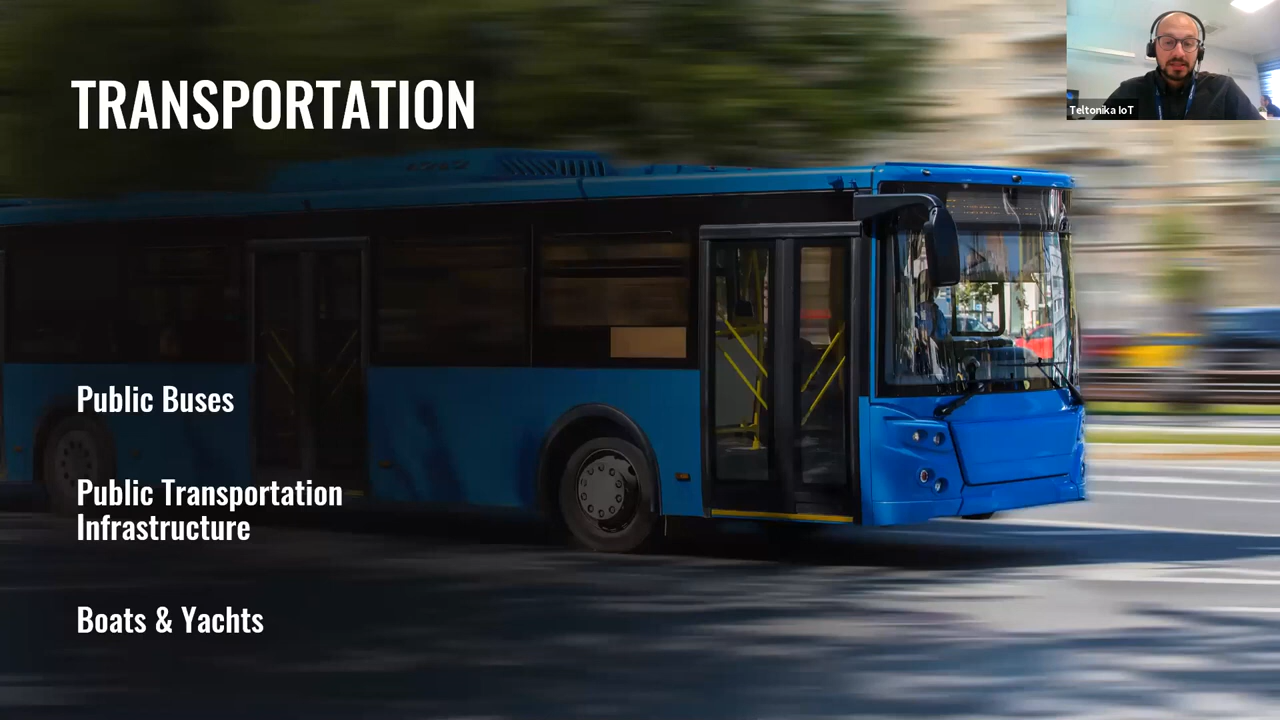 TRANSPORTATION
Teltonika IoT
Public Buses
Public Transportation
Infrastructure
Boats & Yachts